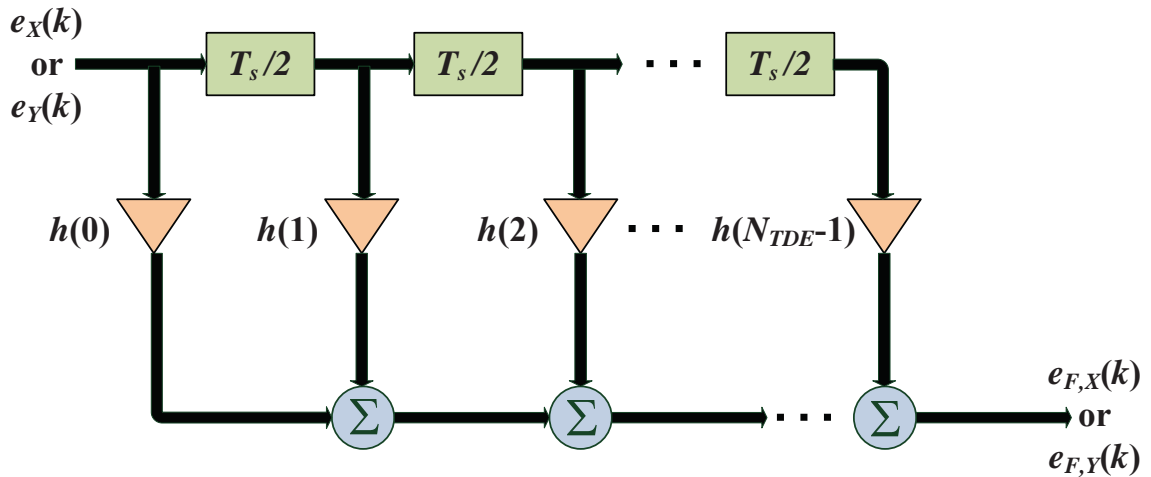 e_X(k)
or
e_Y(k)
T_s/2
T_s/2
. . .
T_s/2
h(0)
h(1)
h(2)
. . .
h(N_TDE-1)
Σ
Σ
. . .
Σ
e_F,X(k)
or
e_F,Y(k)